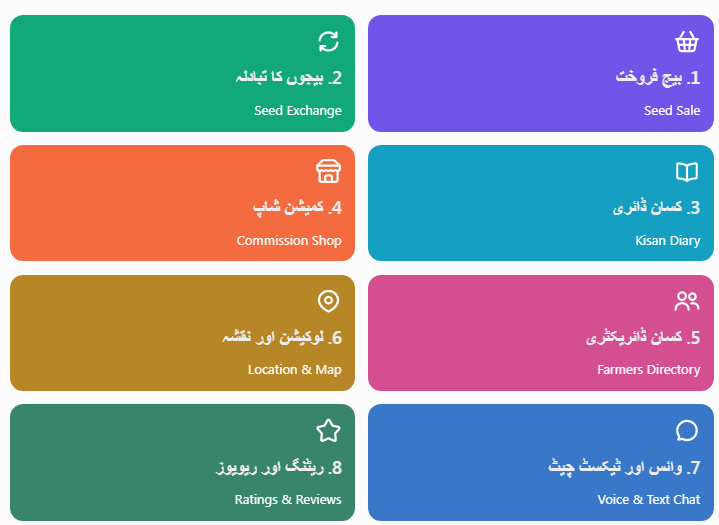 1. بیج فروخت
Seed Sale
2. بیجوں کا تبادلہ
Seed Exchange
3. کسان ڈائری
Kisan Diary
4. کمیشن شاپ
Commission Shop
5. کسان ڈائریکٹری
Farmers Directory
6. لوکیشن اور نقشہ
Location & Map
7. وائس اور ٹیکسٹ چیٹ
Voice & Text Chat
8. ریٹنگ اور ریویوز
Ratings & Reviews